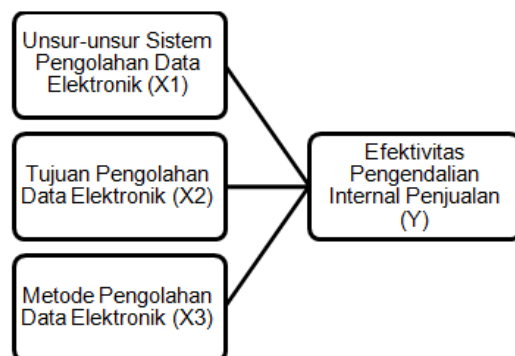 Unsur-unsur Sistem
Pengolahan Data
Elektronik (X1)
Tujuan Pengolahan
Data Elektronik (X2)
Metode Pengolahan
Data Elektronik (X3)
Efektivitas
Pengendalian
Internal Penjualan
(Y)